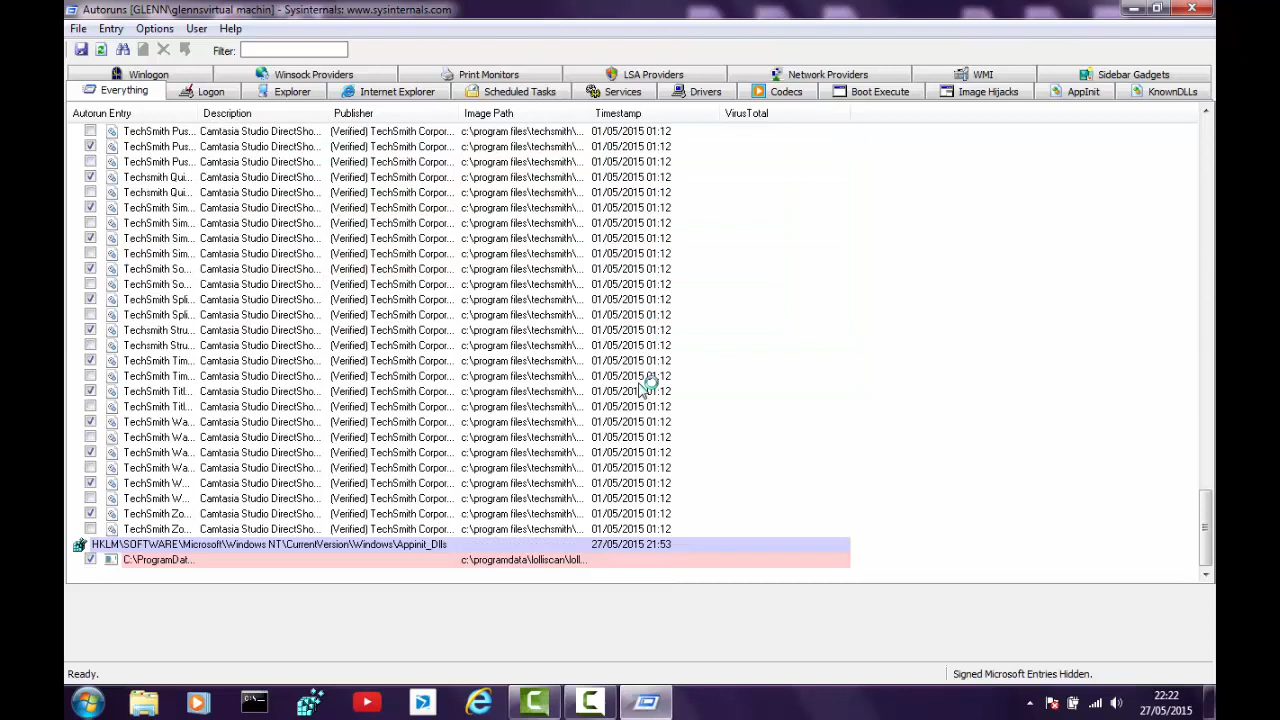 Autoruns [GLENN\glennsvirtual machin] - Sysinternals: www.sysinternals.com
File Entry Options User Help
Filter:
Winlogon Winsock Providers Print Monitors LSA Providers Network Providers WMI Sidebar Gadgets
Everything Logon Explorer Internet Explorer Scheduled Tasks Services Drivers Codecs Boot Execute Image Hijacks AppInit KnownDLLs
Autorun Entry Description Publisher Image Path Timestamp VirusTotal
TechSmith Pus... Camtasia Studio DirectSho... (Verified) TechSmith Corpor... c:\program files\techsmith\... 01/05/2015 01:12
TechSmith Pus... Camtasia Studio DirectSho... (Verified) TechSmith Corpor... c:\program files\techsmith\... 01/05/2015 01:12
TechSmith Pus... Camtasia Studio DirectSho... (Verified) TechSmith Corpor... c:\program files\techsmith\... 01/05/2015 01:12
Techsmith Qui... Camtasia Studio DirectSho... (Verified) TechSmith Corpor... c:\program files\techsmith\... 01/05/2015 01:12
TechSmith Qui... Camtasia Studio DirectSho... (Verified) TechSmith Corpor... c:\program files\techsmith\... 01/05/2015 01:12
TechSmith Sim... Camtasia Studio DirectSho... (Verified) TechSmith Corpor... c:\program files\techsmith\... 01/05/2015 01:12
TechSmith Sim... Camtasia Studio DirectSho... (Verified) TechSmith Corpor... c:\program files\techsmith\... 01/05/2015 01:12
TechSmith Sim... Camtasia Studio DirectSho... (Verified) TechSmith Corpor... c:\program files\techsmith\... 01/05/2015 01:12
TechSmith Sim... Camtasia Studio DirectSho... (Verified) TechSmith Corpor... c:\program files\techsmith\... 01/05/2015 01:12
TechSmith So... Camtasia Studio DirectSho... (Verified) TechSmith Corpor... c:\program files\techsmith\... 01/05/2015 01:12
TechSmith So... Camtasia Studio DirectSho... (Verified) TechSmith Corpor... c:\program files\techsmith\... 01/05/2015 01:12
TechSmith Spli... Camtasia Studio DirectSho... (Verified) TechSmith Corpor... c:\program files\techsmith\... 01/05/2015 01:12
TechSmith Spli... Camtasia Studio DirectSho... (Verified) TechSmith Corpor... c:\program files\techsmith\... 01/05/2015 01:12
Techsmith Stru... Camtasia Studio DirectSho... (Verified) TechSmith Corpor... c:\program files\techsmith\... 01/05/2015 01:12
Techsmith Stru... Camtasia Studio DirectSho... (Verified) TechSmith Corpor... c:\program files\techsmith\... 01/05/2015 01:12
TechSmith Tim... Camtasia Studio DirectSho... (Verified) TechSmith Corpor... c:\program files\techsmith\... 01/05/2015 01:12
TechSmith Tim... Camtasia Studio DirectSho... (Verified) TechSmith Corpor... c:\program files\techsmith\... 01/05/2015 01:12
TechSmith Titl... Camtasia Studio DirectSho... (Verified) TechSmith Corpor... c:\program files\techsmith\... 01/05/2015 01:12
TechSmith Titl... Camtasia Studio DirectSho... (Verified) TechSmith Corpor... c:\program files\techsmith\... 01/05/2015 01:12
TechSmith Wa... Camtasia Studio DirectSho... (Verified) TechSmith Corpor... c:\program files\techsmith\... 01/05/2015 01:12
TechSmith Wa... Camtasia Studio DirectSho... (Verified) TechSmith Corpor... c:\program files\techsmith\... 01/05/2015 01:12
TechSmith Wa... Camtasia Studio DirectSho... (Verified) TechSmith Corpor... c:\program files\techsmith\... 01/05/2015 01:12
TechSmith Wa... Camtasia Studio DirectSho... (Verified) TechSmith Corpor... c:\program files\techsmith\... 01/05/2015 01:12
TechSmith W... Camtasia Studio DirectSho... (Verified) TechSmith Corpor... c:\program files\techsmith\... 01/05/2015 01:12
TechSmith W... Camtasia Studio DirectSho... (Verified) TechSmith Corpor... c:\program files\techsmith\... 01/05/2015 01:12
TechSmith Zo... Camtasia Studio DirectSho... (Verified) TechSmith Corpor... c:\program files\techsmith\... 01/05/2015 01:12
TechSmith Zo... Camtasia Studio DirectSho... (Verified) TechSmith Corpor... c:\program files\techsmith\... 01/05/2015 01:12
HKLM\SOFTWARE\Microsoft\Windows NT\CurrentVersion\Windows\Appinit_Dlls 27/05/2015 21:53
C:\ProgramDat... c:\programdata\lolliscan\loll...
Ready. Signed Microsoft Entries Hidden.
22:22
27/05/2015